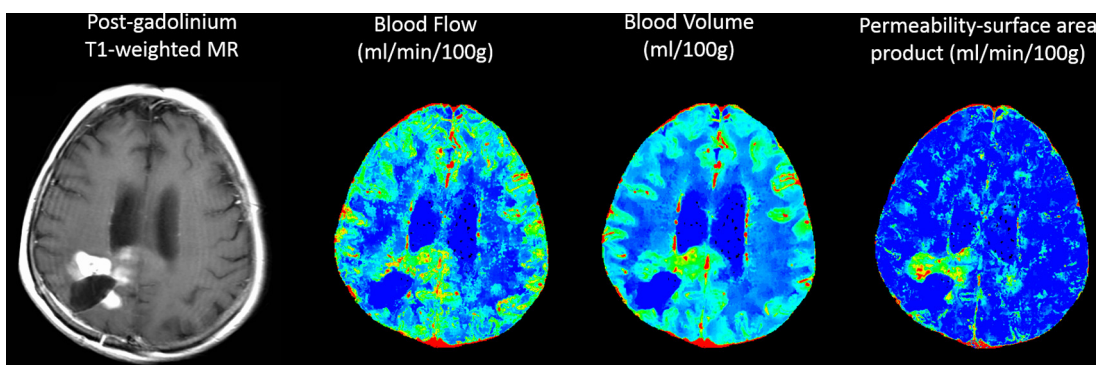 Post-gadolinium
T1-weighted MR
Blood Flow
(ml/min/100g)
Blood Volume
(ml/100g)
Permeability-surface area
product (ml/min/100g)